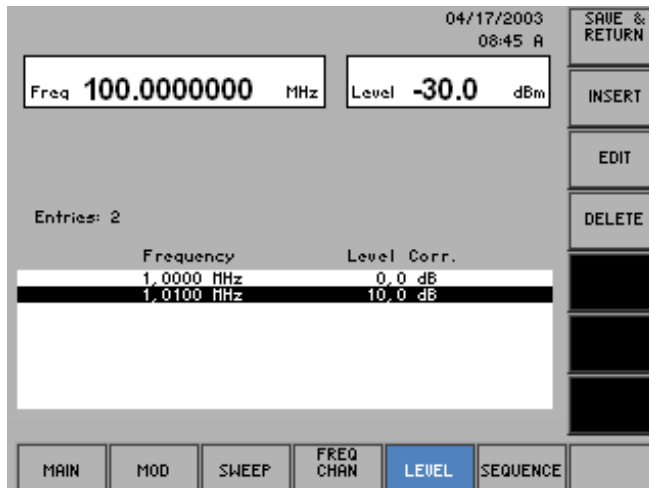 04/17/2003
08:45 A
SAVE &
RETURN
Freq 100.0000000 MHz
Level -30.0 dBm
INSERT
EDIT
Entries: 2
DELETE
Frequency Level Corr.
1,0000 MHz 0,0 dB
1,0100 MHz 10,0 dB
MAIN
MOD
SWEEP
FREQ
CHAN
LEVEL
SEQUENCE